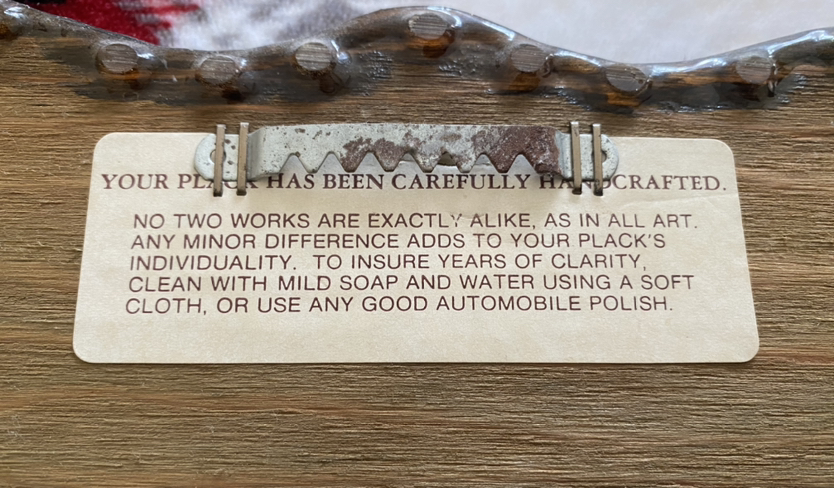 YOUR PLACK HAS BEEN CAREFULLY HANDCRAFTED.
NO TWO WORKS ARE EXACTLY ALIKE, AS IN ALL ART.
ANY MINOR DIFFERENCE ADDS TO YOUR PLACK'S
INDIVIDUALITY. TO INSURE YEARS OF CLARITY,
CLEAN WITH MILD SOAP AND WATER USING A SOFT
CLOTH, OR USE ANY GOOD AUTOMOBILE POLISH.